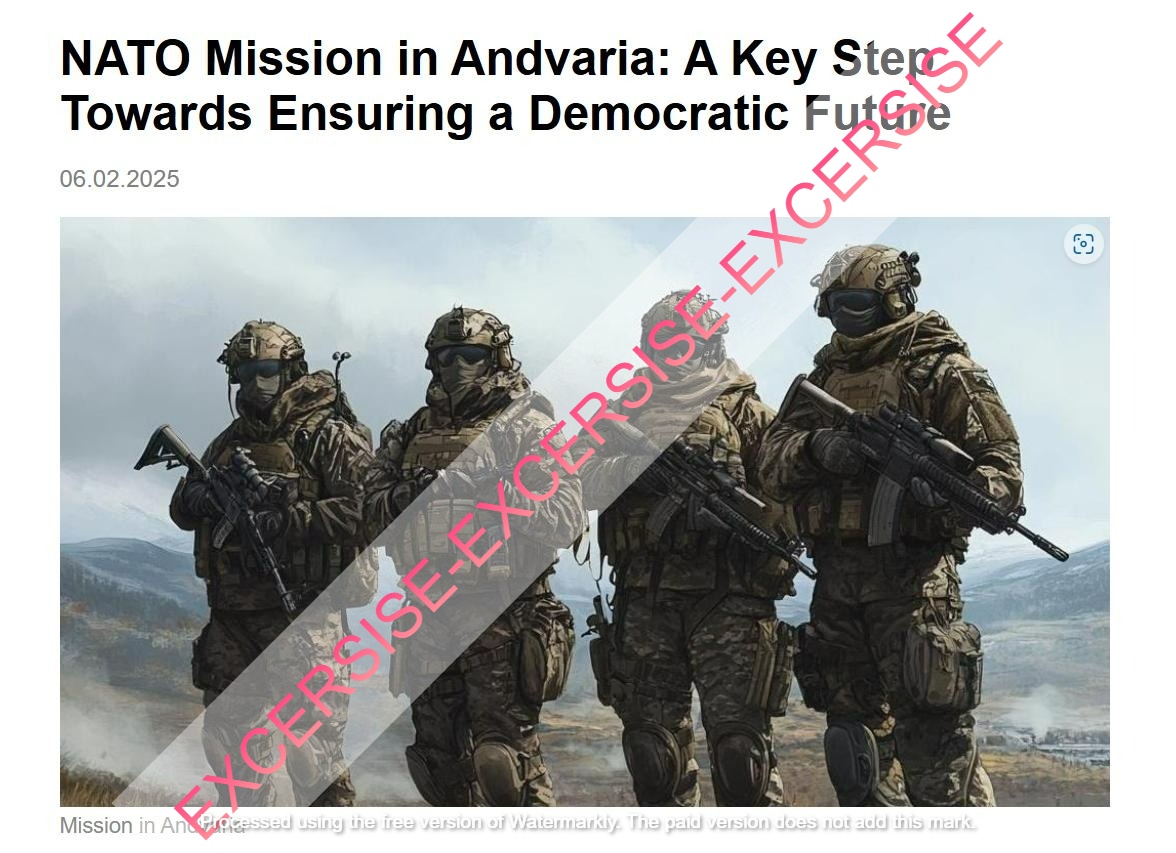 NATO Mission in Andvaria: A Key Step
Towards Ensuring a Democratic Future
06.02.2025
EXCERSISE-EXCERSISE-EXCERSISE-EXCERSISE
Mission in Andvaria
Processed using the free version of Watermarkly. The paid version does not add this mark.